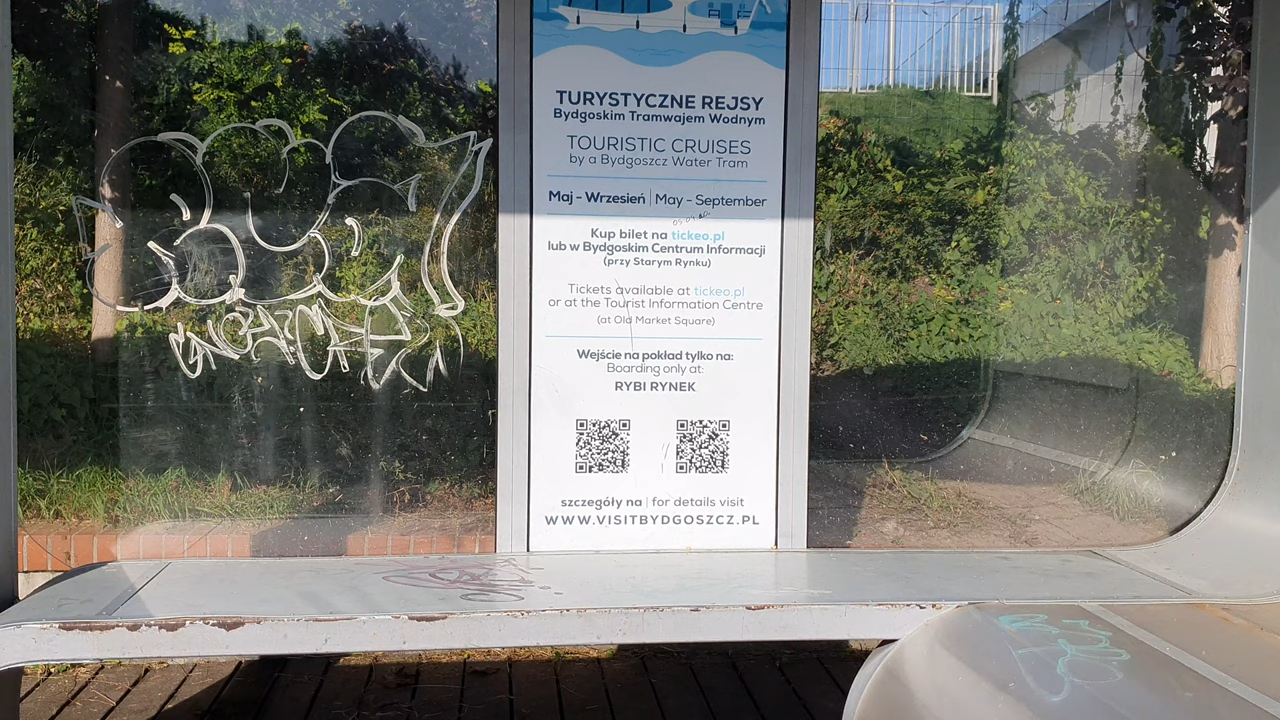 TURYSTYCZNE REJSY
Bydgoskim Tramwajem Wodnym
TOURISTIC CRUISES
by a Bydgoszcz Water Tram
Maj - Wrzesień | May - September
Kup bilet na tickeo.pl
lub w Bydgoskim Centrum Informacji
(przy Starym Rynku)
Tickets available at tickeo.pl
or at the Tourist Information Centre
(at Old Market Square)
Wejście na pokład tylko na:
Boarding only at:
RYBI RYNEK
szczegóły na | for details visit
WWW.VISITBYDGOSZCZ.PL